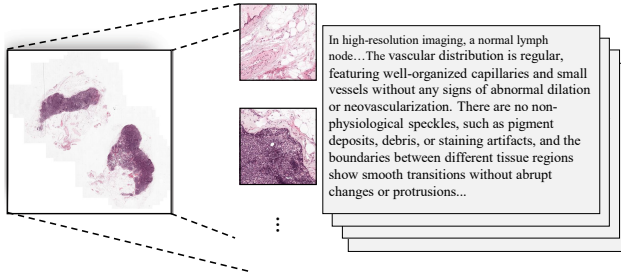 In high-resolution imaging, a normal lymph
node…The vascular distribution is regular,
featuring well-organized capillaries and small
vessels without any signs of abnormal dilation
or neovascularization. There are no non-
physiological speckles, such as pigment
deposits, debris, or staining artifacts, and the
boundaries between different tissue regions
show smooth transitions without abrupt
changes or protrusions...